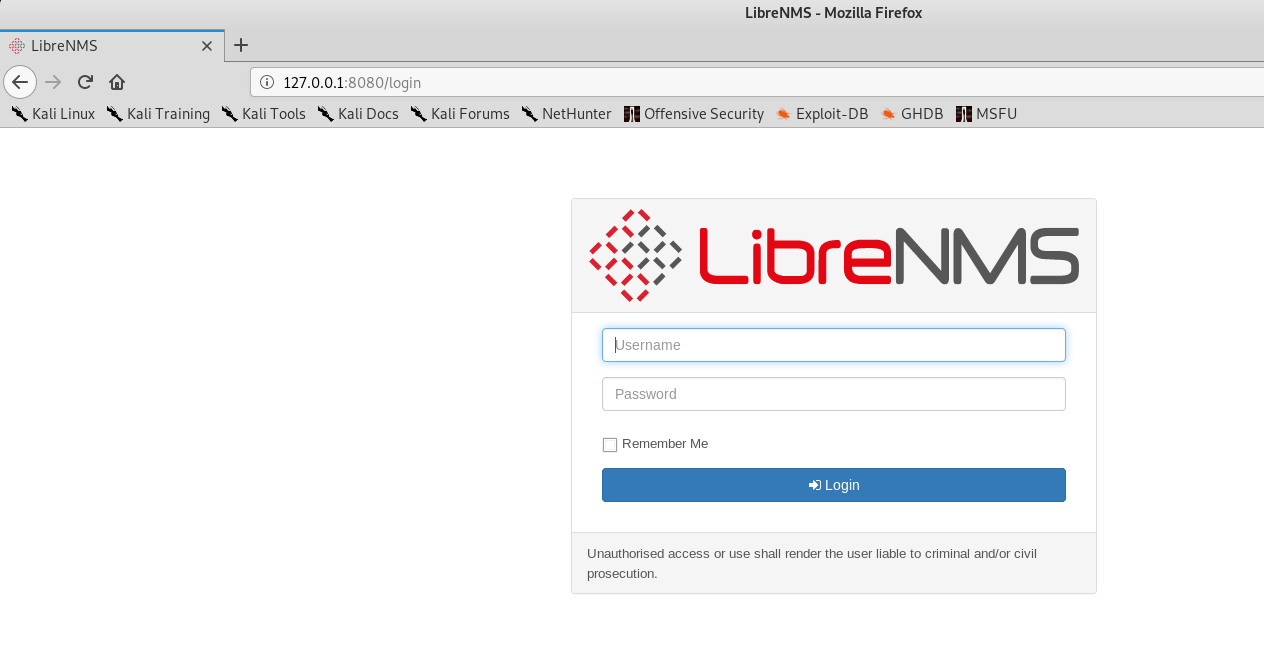 LibreNMS - Mozilla Firefox
LibreNMS
127.0.0.1:8080/login
Kali Linux Kali Training Kali Tools Kali Docs Kali Forums NetHunter Offensive Security Exploit-DB GHDB MSFU
LibreNMS
Username
Password
Remember Me
Login
Unauthorised access or use shall render the user liable to criminal and/or civil
prosecution.